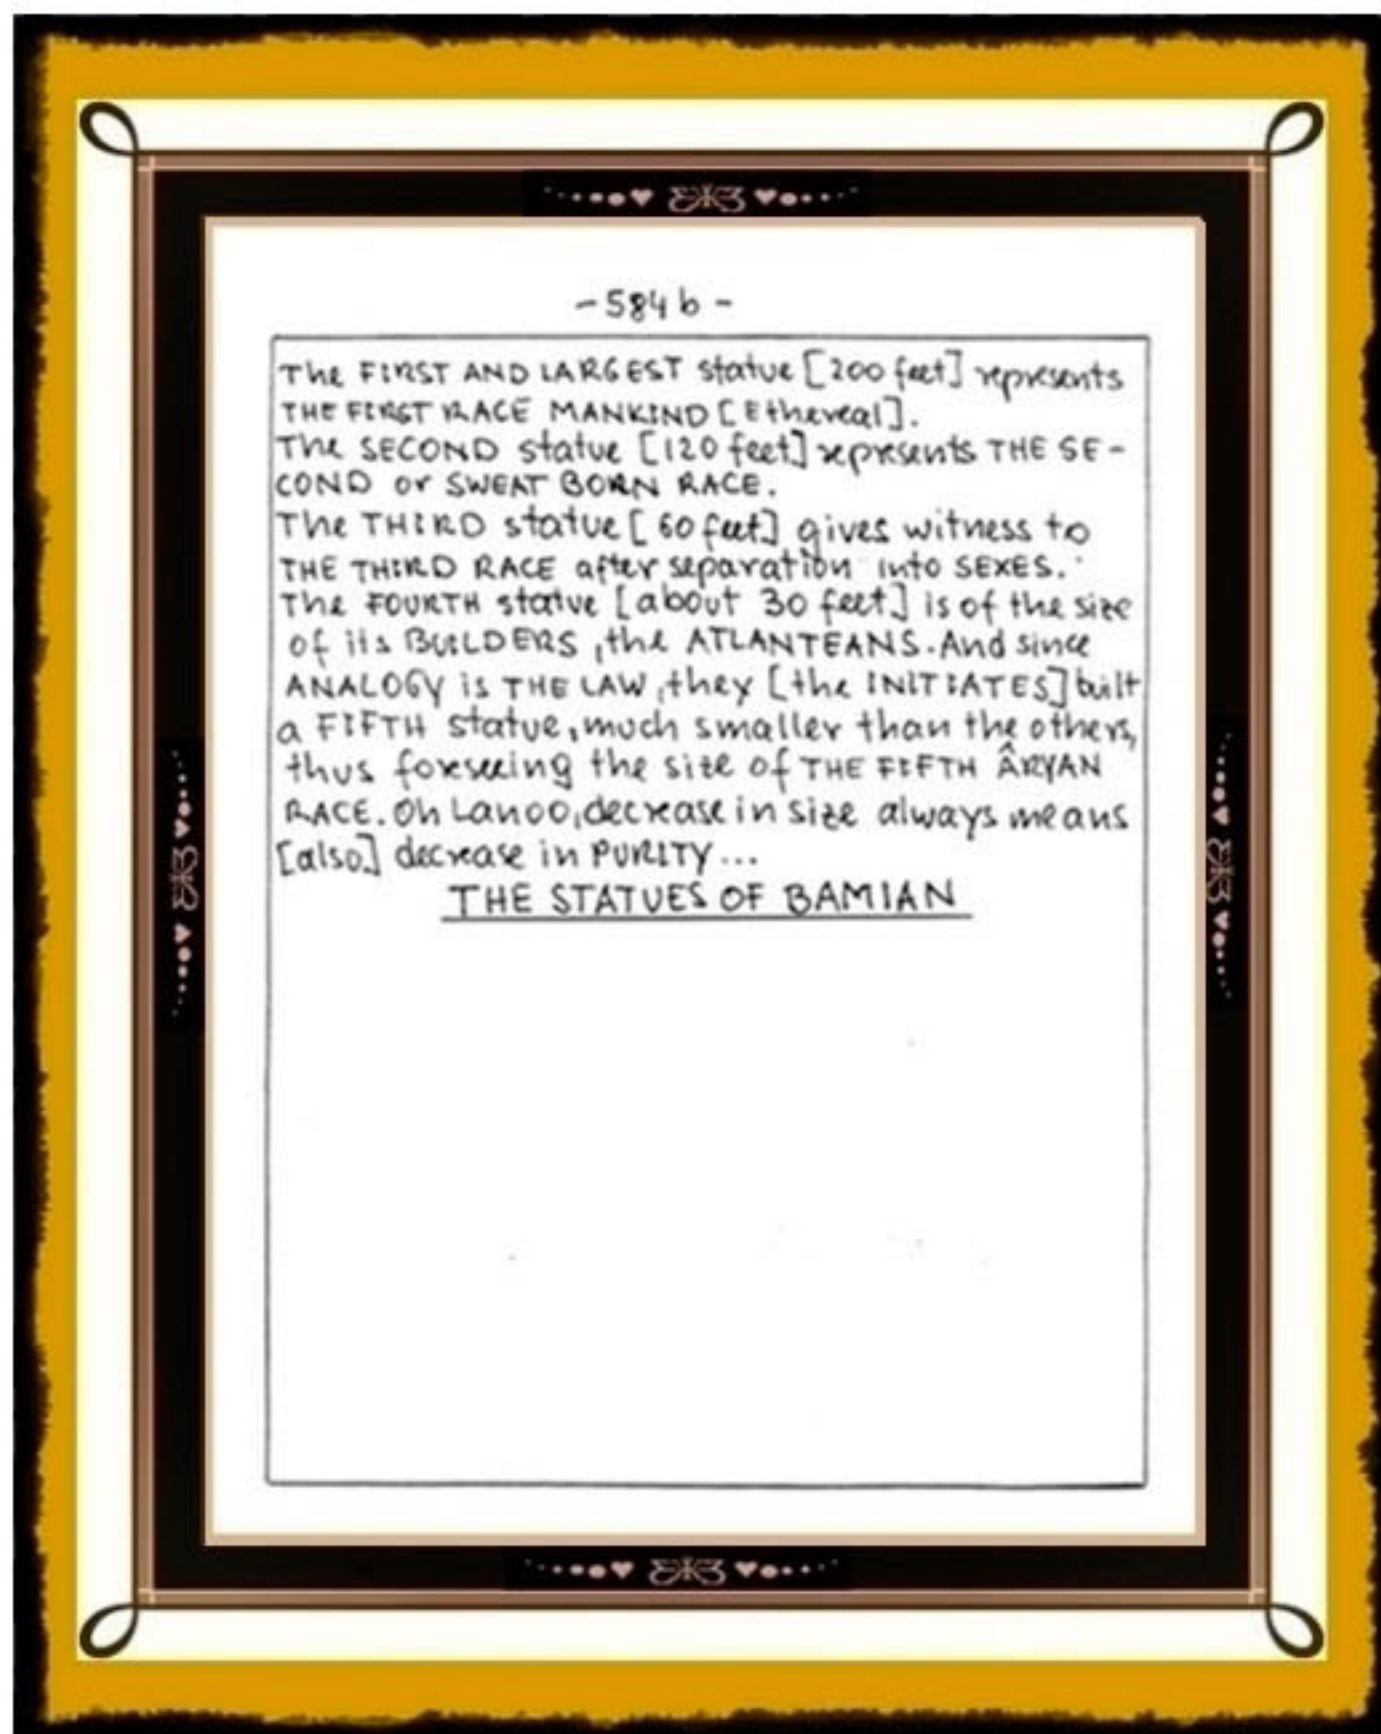 - 584 b -
The FIRST AND LARGEST statue [200 feet] represents
THE FIRST RACE MANKIND [Ethereal].
The SECOND statue [120 feet] represents THE SE-
COND or SWEAT BORN RACE.
The THIRD statue [60 feet] gives witness to
THE THIRD RACE after separation into SEXES.
The FOURTH statue [about 30 feet] is of the size
of its BUILDERS, the ATLANTEANS. And since
ANALOGY is THE LAW, they [the INITIATES] built
a FIFTH statue, much smaller than the others,
thus foreseeing the size of THE FIFTH ÂRYAN
RACE. Oh Lanoo, decrease in size always means
[also] decrease in PURITY...
THE STATUES OF BAMIAN